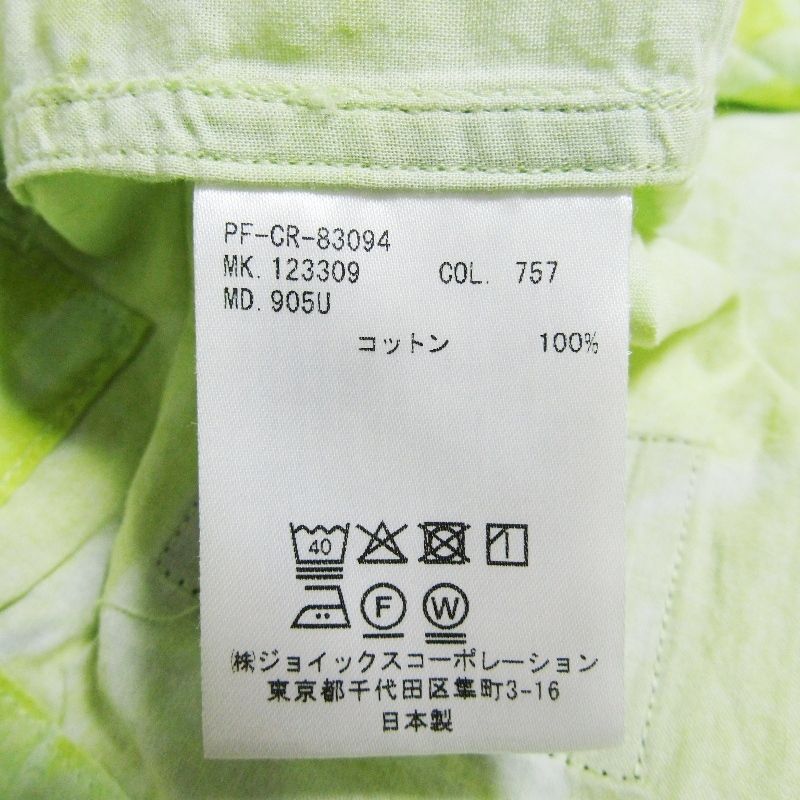 PF-CR-83094
MK. 123309 COL. 757
MD. 905U
コットン 100%
40
F W
㈱ジョイックスコーポレーション
東京都千代田区隼町3-16
日本製